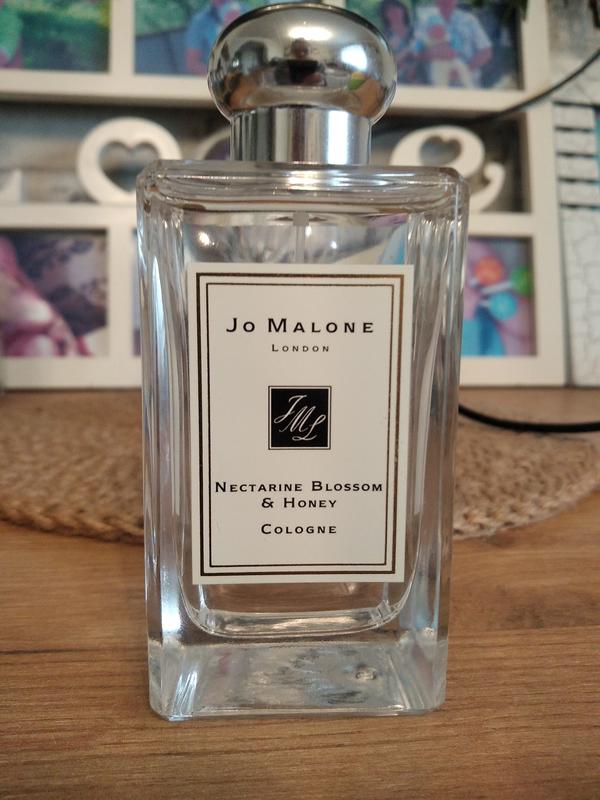 Jo Malone
London
JML
Nectarine Blossom
& Honey
Cologne